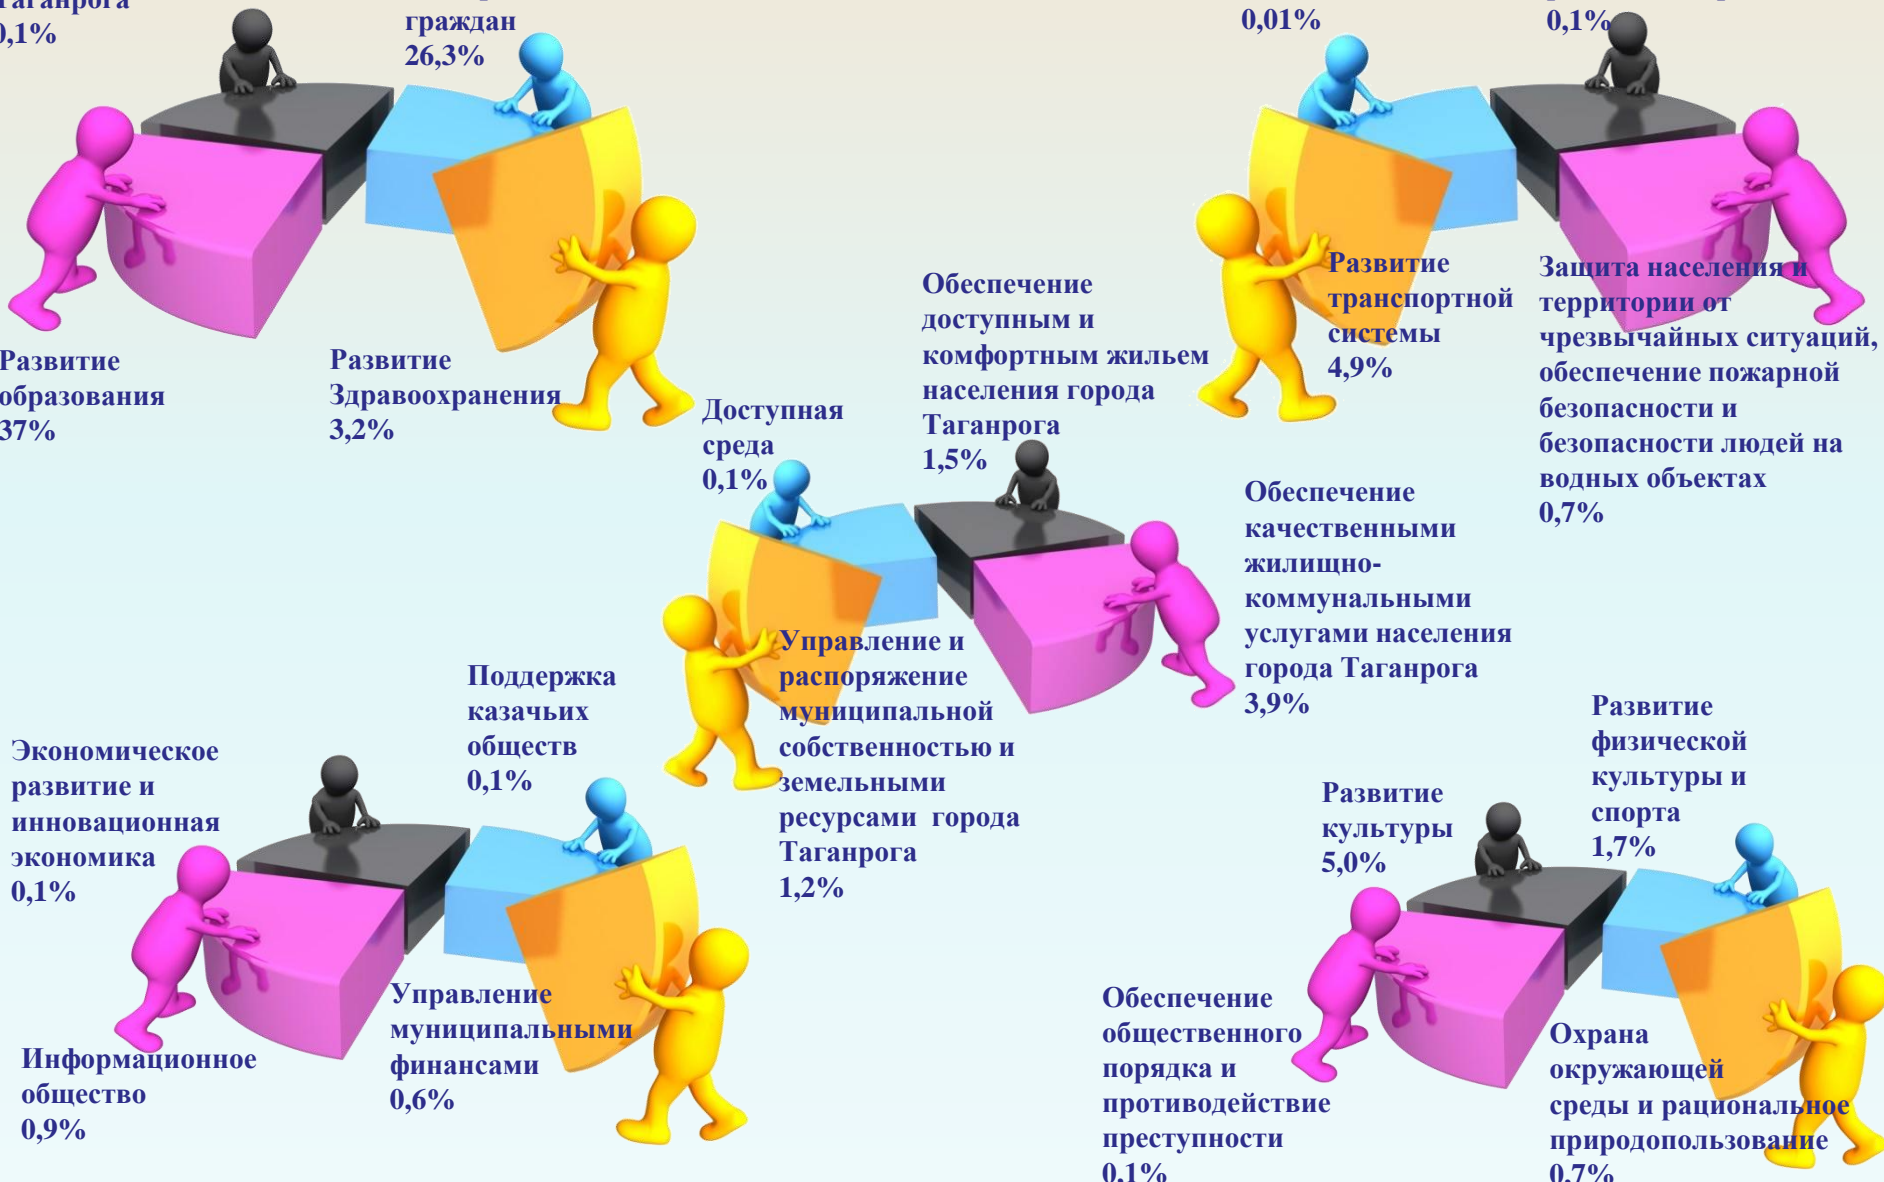 Таганрога
0,1%
граждан
26,3%
0,01%
0,1%
Развитие
образования
37%
Развитие
Здравоохранения
3,2%
Доступная
среда
0,1%
Обеспечение
доступным и
комфортным жильем
населения города
Таганрога
1,5%
Развитие
транспортной
системы
4,9%
Защита населения и
территории от
чрезвычайных ситуаций,
обеспечение пожарной
безопасности и
безопасности людей на
водных объектах
0,7%
Обеспечение
качественными
жилищно-
коммунальными
услугами населения
города Таганрога
3,9%
Управление и
распоряжение
муниципальной
собственностью и
земельными
ресурсами города
Таганрога
1,2%
Поддержка
казачьих
обществ
0,1%
Экономическое
развитие и
инновационная
экономика
0,1%
Информационное
общество
0,9%
Управление
муниципальными
финансами
0,6%
Развитие
культуры
5,0%
Развитие
физической
культуры и
спорта
1,7%
Обеспечение
общественного
порядка и
противодействие
преступности
0,1%
Охрана
окружающей
среды и рациональное
природопользование
0,7%